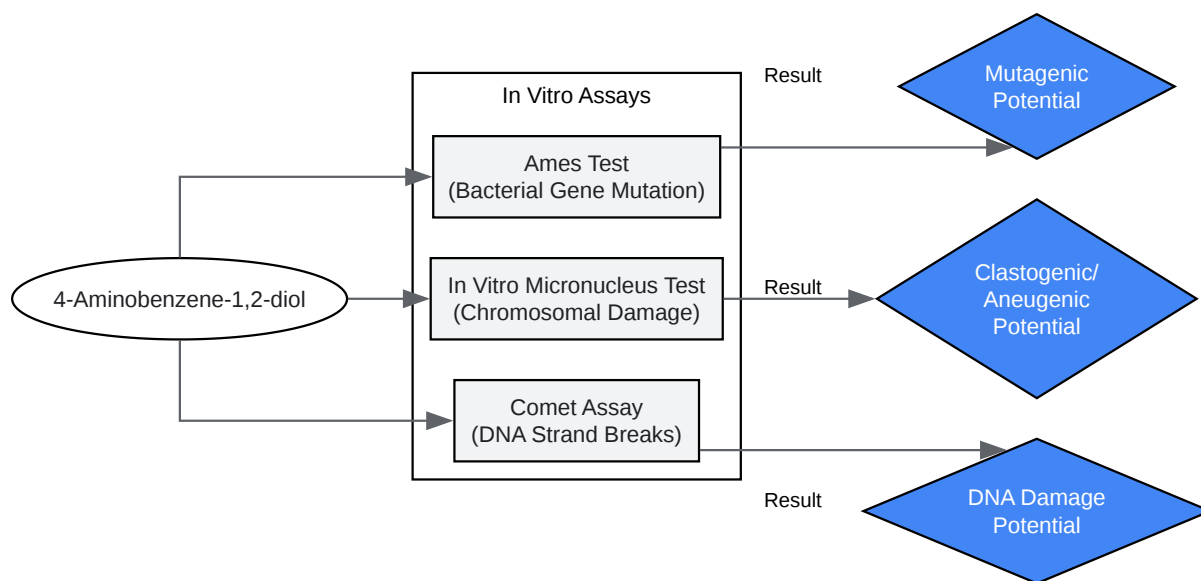 Result
Mutagenic
Potential
In Vitro Assays
Ames Test
(Bacterial Gene Mutation)
4-Aminobenzene-1,2-diol
In Vitro Micronucleus Test
(Chromosomal Damage)
Result
Clastogenic/
Aneugenic
Potential
Comet Assay
(DNA Strand Breaks)
Result
DNA Damage
Potential